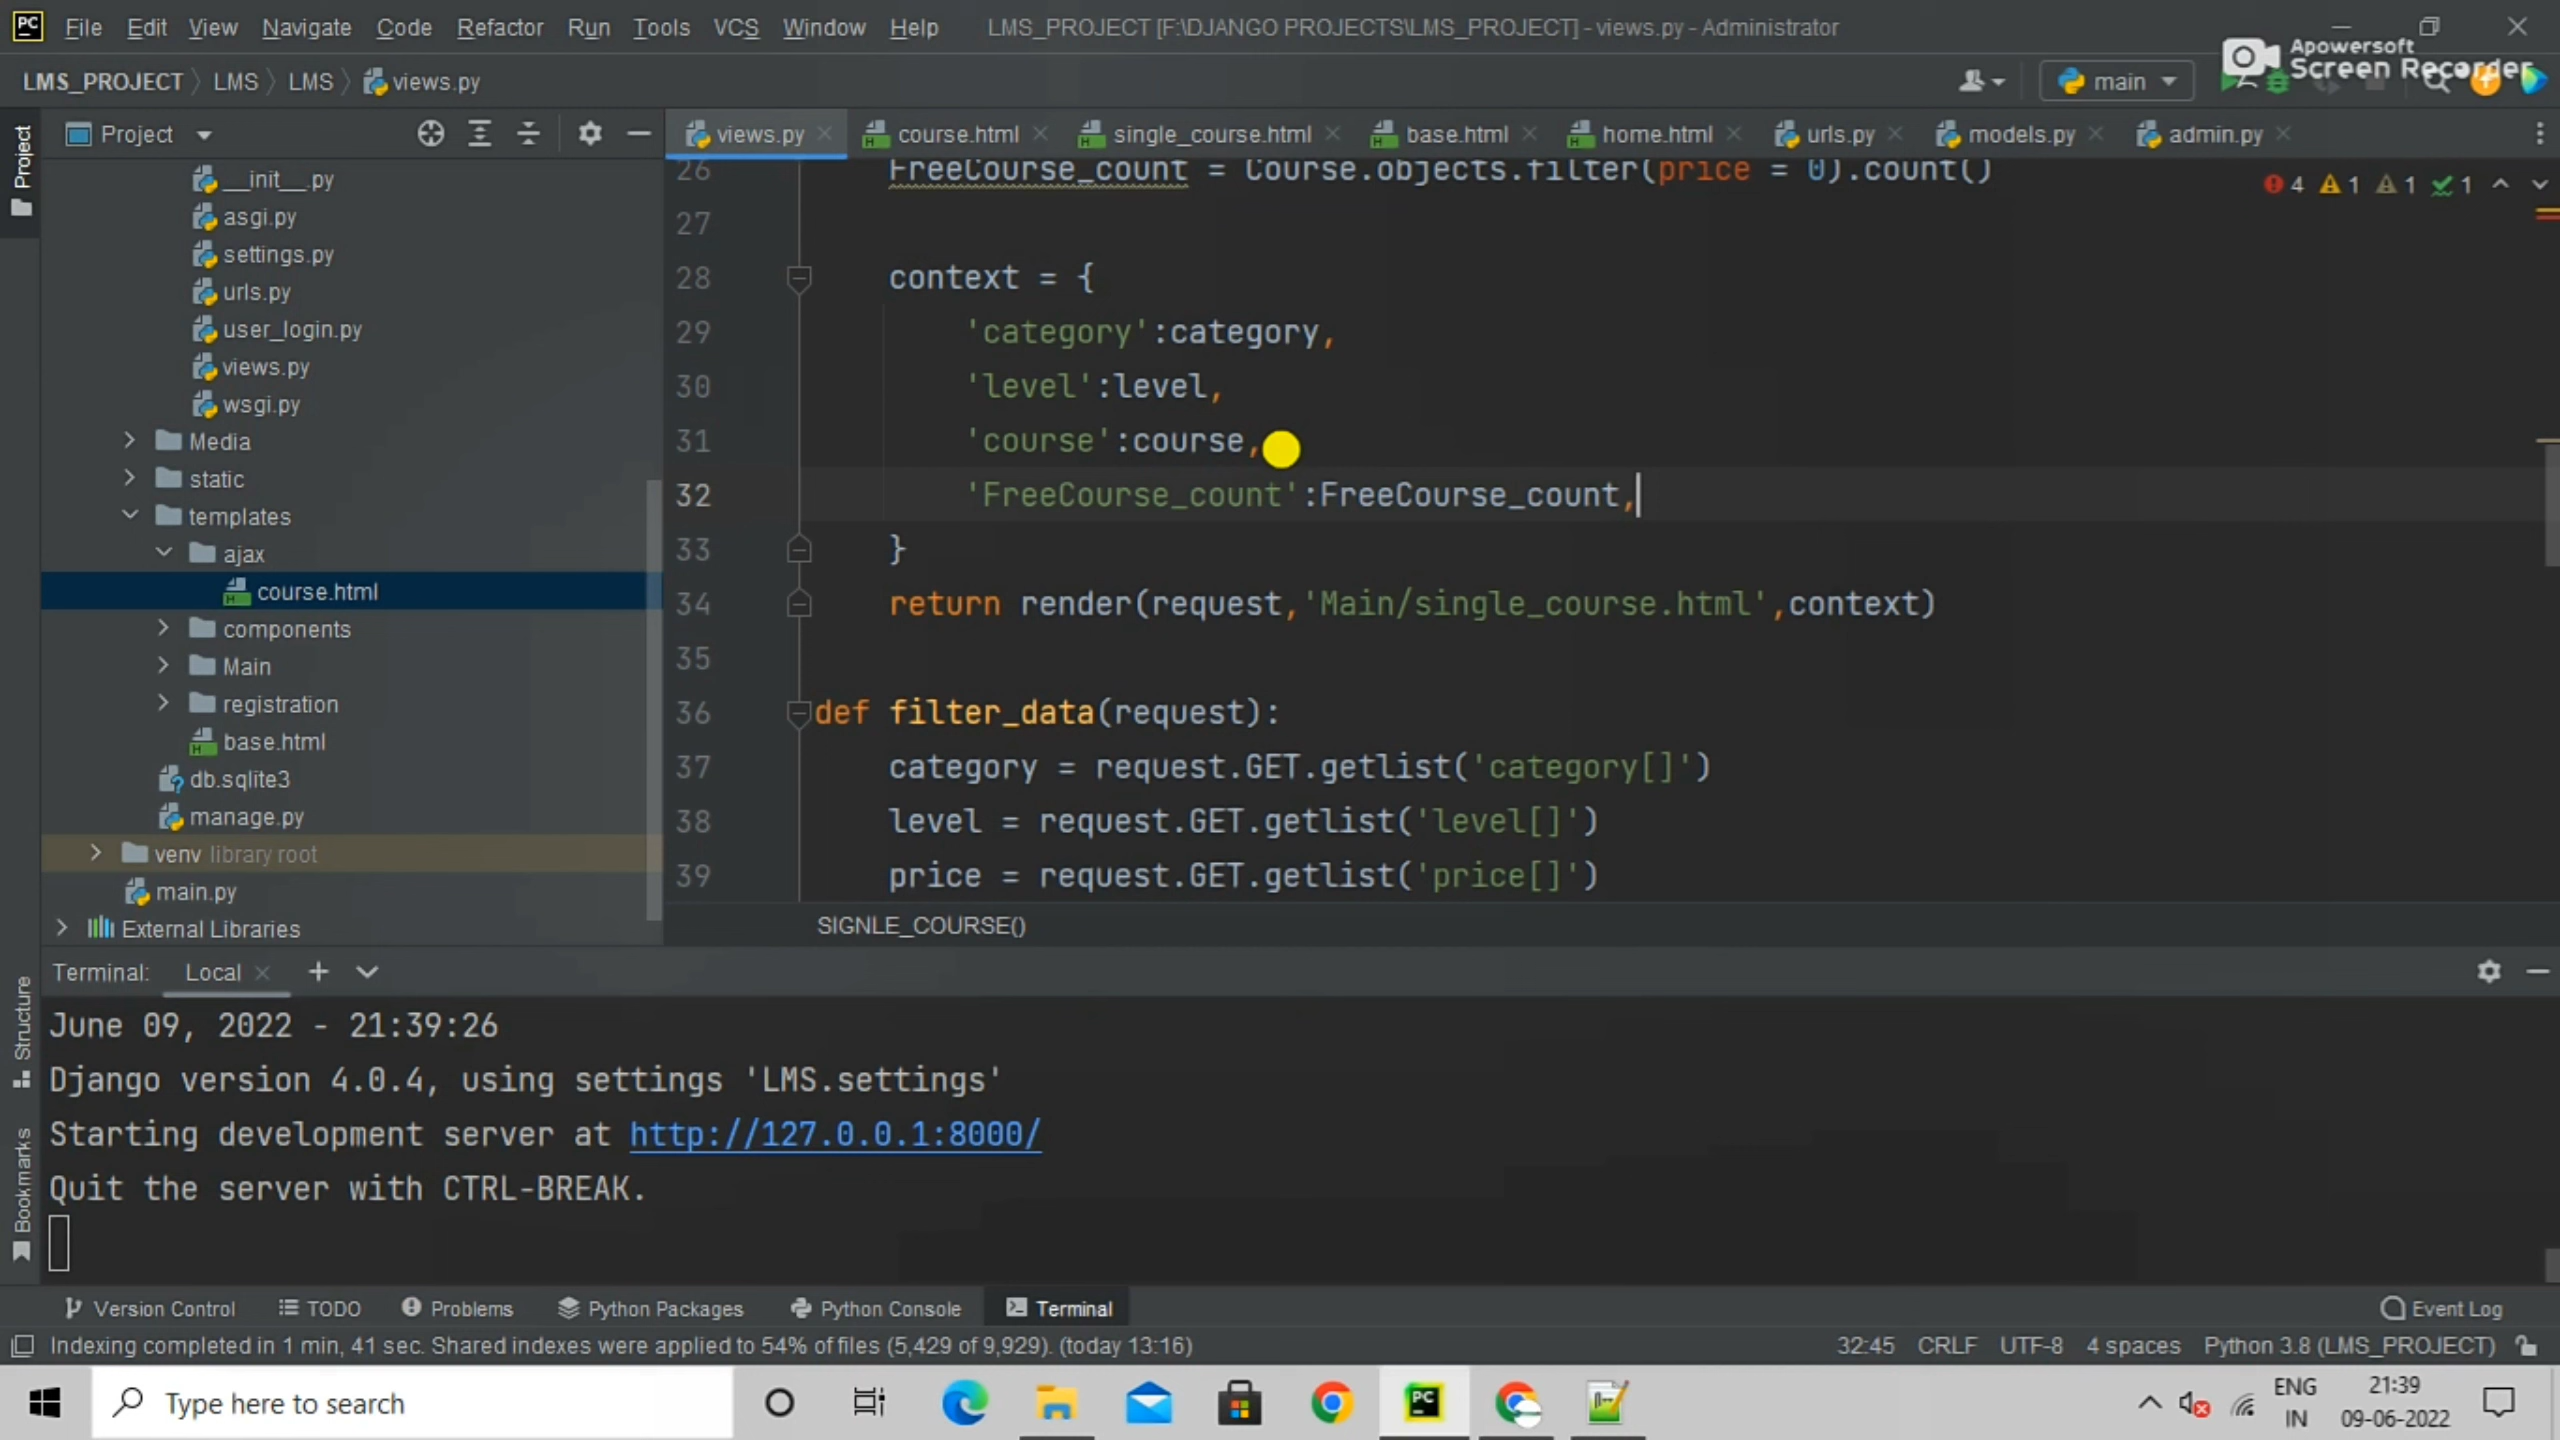 PC File Edit View Navigate Code Refactor Run Tools VCS Window Help LMS_PROJECT [F:\DJANGO PROJECTS\LMS_PROJECT] - views.py - Administrator
Apowersoft
Screen Recorder
LMS_PROJECT LMS LMS views.py main
Project
Project
views.py course.html single_course.html base.html home.html urls.py models.py admin.py
__init__.py
asgi.py
settings.py
urls.py
user_login.py
views.py
wsgi.py
Media
static
templates
ajax
course.html
components
Main
registration
base.html
db.sqlite3
manage.py
venv library root
main.py
External Libraries
4 1 1 1
26 FreeCourse_count = Course.objects.filter(price = 0).count()
27
28 context = {
29 'category':category,
30 'level':level,
31 'course':course,
32 'FreeCourse_count':FreeCourse_count,
33 }
34 return render(request,'Main/single_course.html',context)
35
36 def filter_data(request):
37 category = request.GET.getlist('category[]')
38 level = request.GET.getlist('level[]')
39 price = request.GET.getlist('price[]')
SIGNLE_COURSE()
Structure
Bookmarks
Terminal: Local
June 09, 2022 - 21:39:26
Django version 4.0.4, using settings 'LMS.settings'
Starting development server at http://127.0.0.1:8000/
Quit the server with CTRL-BREAK.
Version Control TODO Problems Python Packages Python Console Terminal Event Log
Indexing completed in 1 min, 41 sec. Shared indexes were applied to 54% of files (5,429 of 9,929). (today 13:16) 32:45 CRLF UTF-8 4 spaces Python 3.8 (LMS_PROJECT)
Type here to search
PC
ENG
IN
21:39
09-06-2022